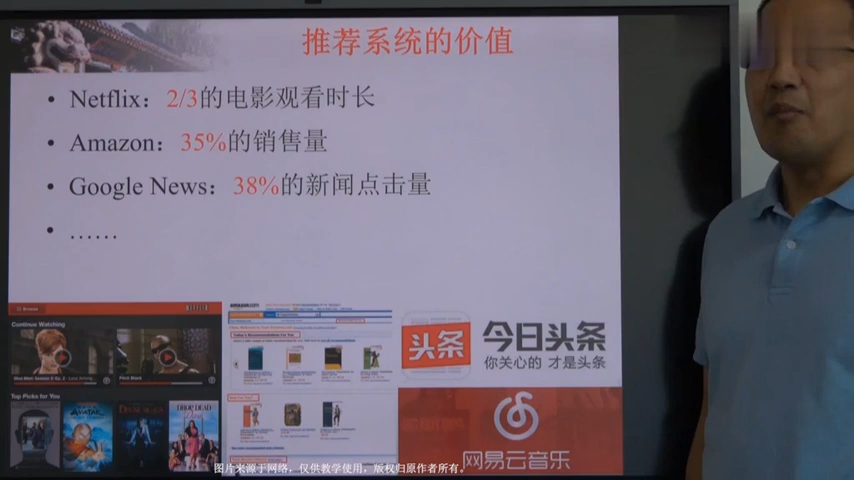 推荐系统的价值
• Netflix：2/3的电影观看时长
• Amazon：35%的销售量
• Google News：38%的新闻点击量
• ……
Continue Watching
Top Picks for You
头条
今日头条
你关心的 才是头条
网易云音乐
图片来源于网络，仅供教学使用，版权归原作者所有。